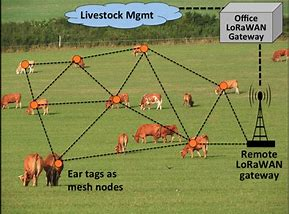 Livestock Mgmt
Office
LoRaWAN
Gateway
Ear tags as
mesh nodes
Remote
LoRaWAN
gateway